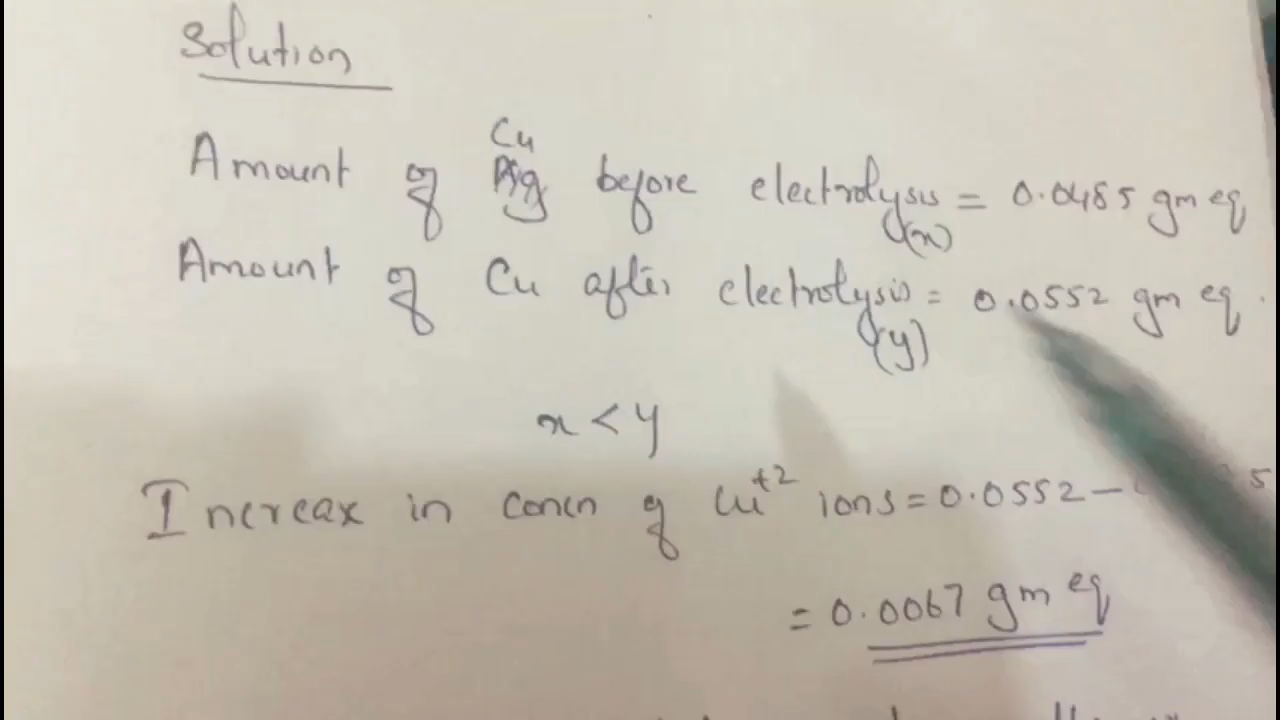 Solution
Cu
Amount of before electrolysis = 0.0485 gm eq
(x)
Amount of Cu after electrolysis = 0.0552 gm eq.
(y)
x < y
Increax in concn of Cu+2 ions = 0.0552 -
= 0.0067 gm eq